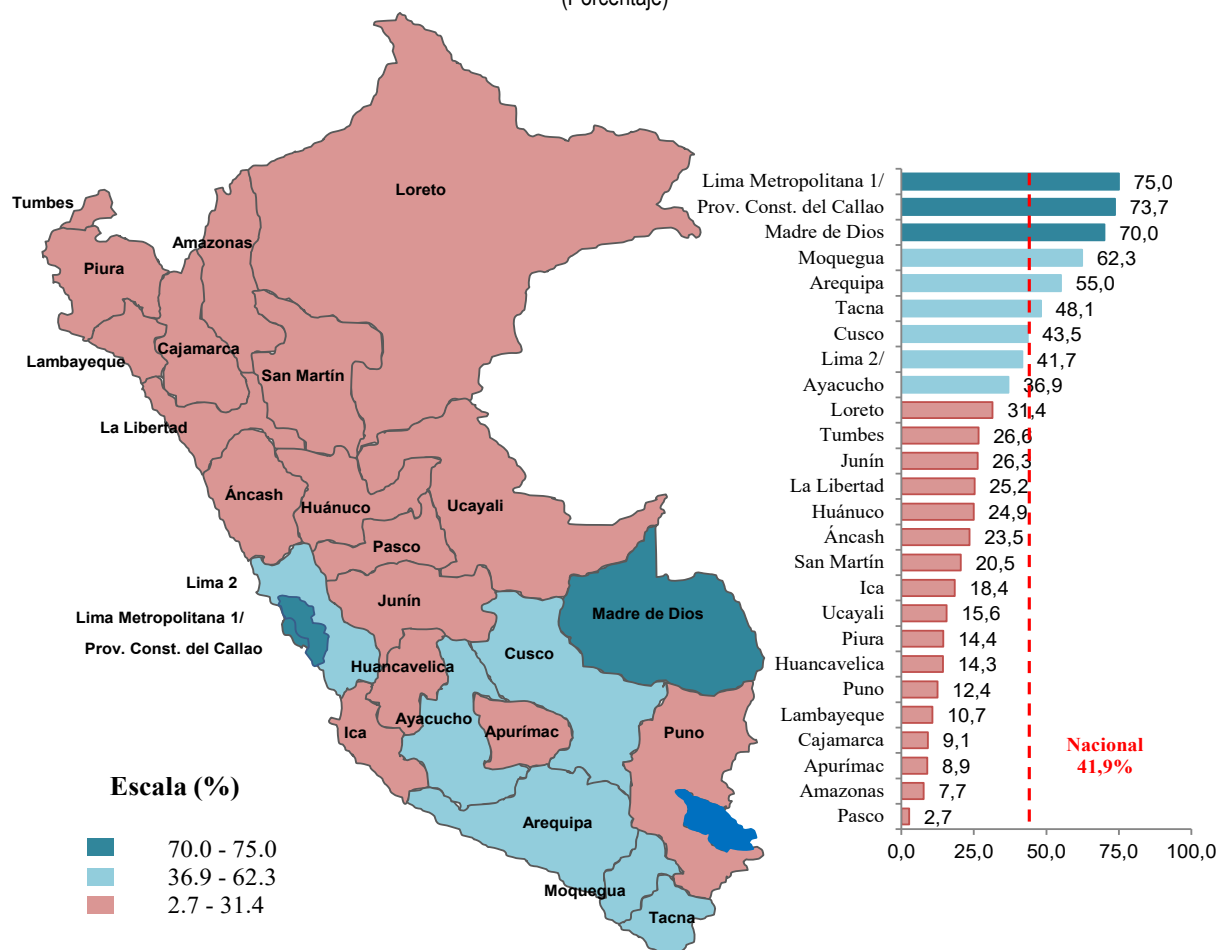 (Porcentaje)
Loreto
Tumbes
Amazonas
Piura
Cajamarca
Lambayeque
San Martín
La Libertad
Áncash
Huánuco
Ucayali
Pasco
Lima 2
Junín
Madre de Dios
Lima Metropolitana 1/
Prov. Const. del Callao
Cusco
Huancavelica
Ayacucho
Ica
Apurímac
Puno
Arequipa
Moquegua
Tacna
Escala (%)
70.0 - 75.0
36.9 - 62.3
2.7 - 31.4
Lima Metropolitana 1/ 75,0
Prov. Const. del Callao 73,7
Madre de Dios 70,0
Moquegua 62,3
Arequipa 55,0
Tacna 48,1
Cusco 43,5
Lima 2/ 41,7
Ayacucho 36,9
Loreto 31,4
Tumbes 26,6
Junín 26,3
La Libertad 25,2
Huánuco 24,9
Áncash 23,5
San Martín 20,5
Ica 18,4
Ucayali 15,6
Piura 14,4
Huancavelica 14,3
Puno 12,4
Lambayeque 10,7
Cajamarca 9,1
Apurímac 8,9
Amazonas 7,7
Pasco 2,7
Nacional
41,9%
0,0 25,0 50,0 75,0 100,0